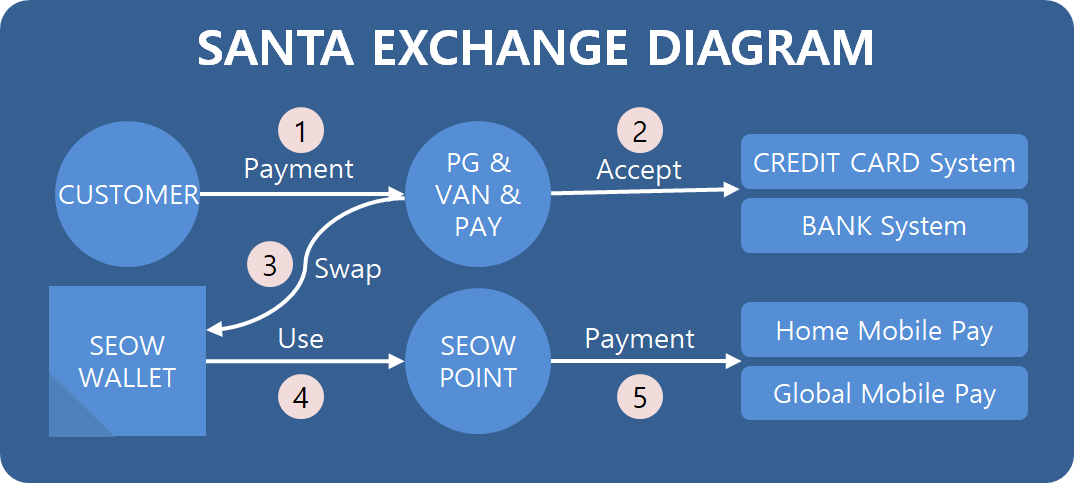 SANTA EXCHANGE DIAGRAM
1
Payment
2
Accept
CUSTOMER
PG &
VAN &
PAY
CREDIT CARD System
BANK System
3
Swap
SEOW
WALLET
Use
4
SEOW
POINT
Payment
5
Home Mobile Pay
Global Mobile Pay